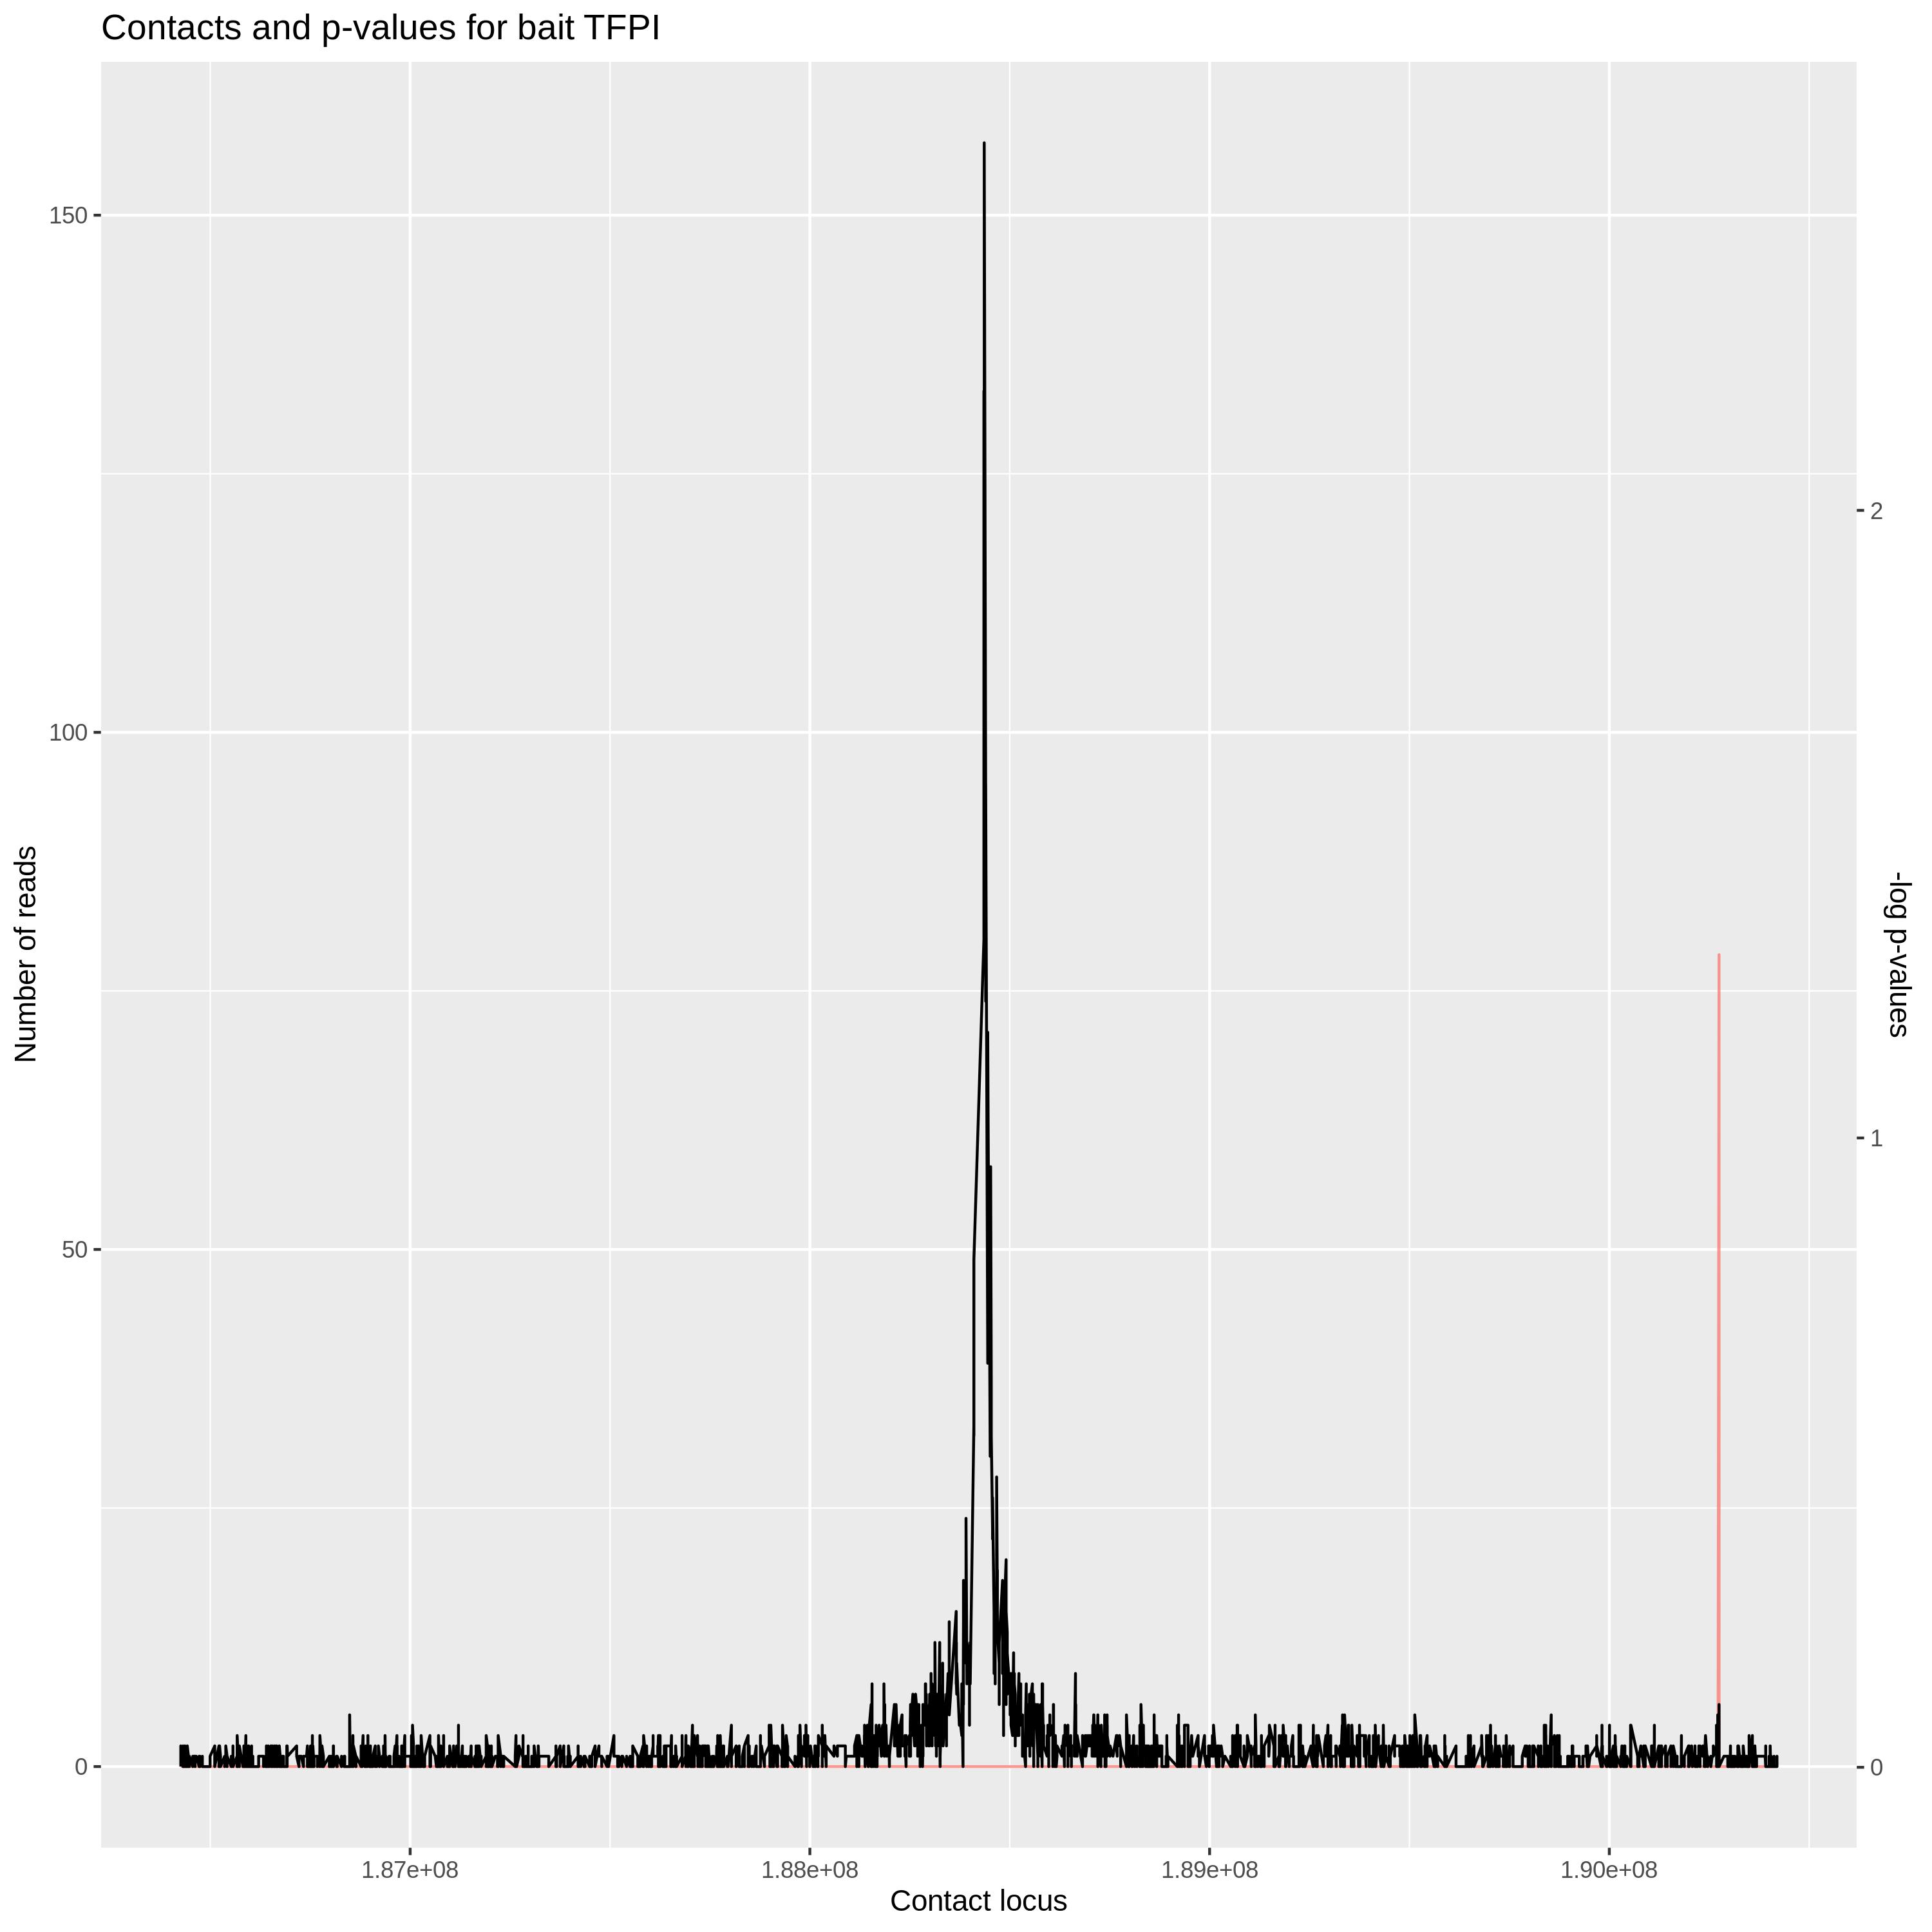 Contacts and p-values for bait TFPI
150
100
50
0
Number of reads
2
1
0
-log p-values
1.87e+08
1.88e+08
1.89e+08
1.90e+08
Contact locus